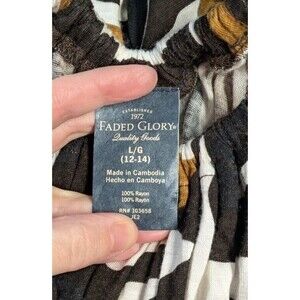 ESTABLISHED
1972
FADED GLORY®
Quality Goods
L/G
(12-14)
Made in Cambodia
Hecho en Camboya
100% Rayon
100% Rayón
RN# 103658
JE2